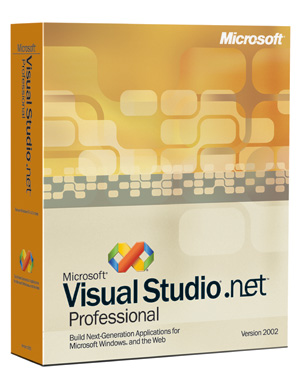 Microsoft
Microsoft
Visual Studio .net
Professional
Build Next-Generation Applications for
Microsoft Windows, and the Web
Version 2002
Microsoft
Visual Studio.net
Professional